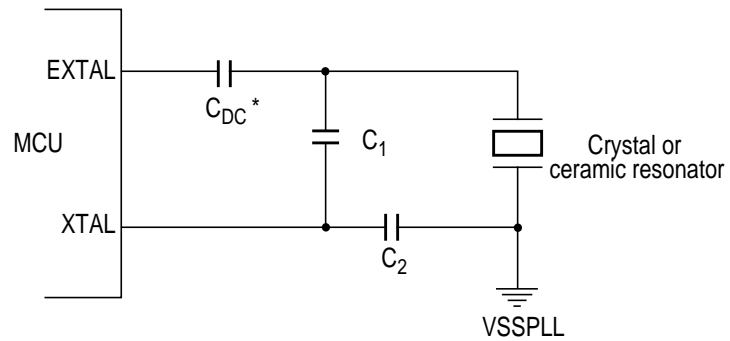 EXTAL
C_DC *
MCU
C_1
Crystal or
ceramic resonator
XTAL
C_2
VSSPLL